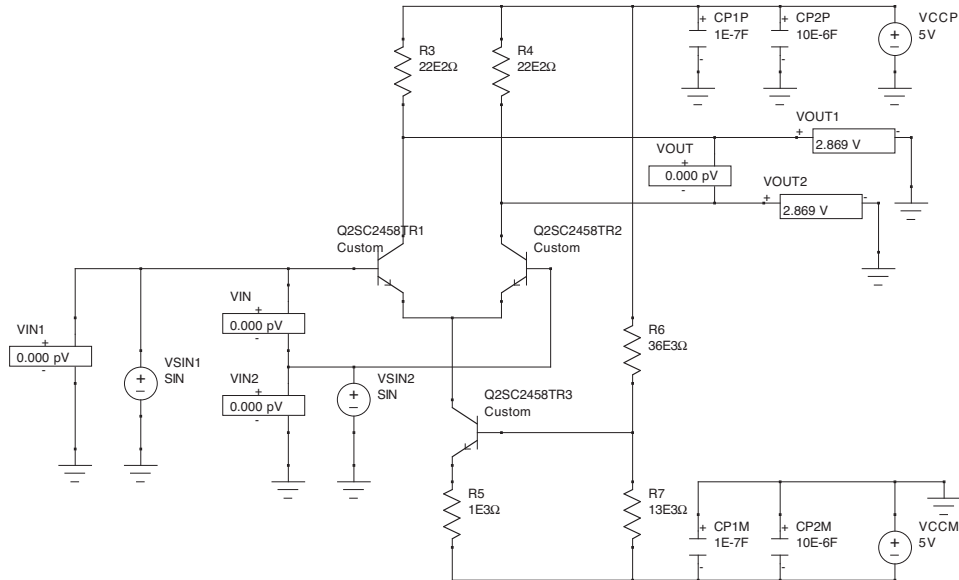 CP1P
1E-7F
CP2P
10E-6F
VCCP
5V
R3
22E2Ω
R4
22E2Ω
+
-
+
-
+
−
VOUT1
+
2.869 V
-
VOUT
+
0.000 pV
-
VOUT2
+
2.869 V
-
Q2SC2458TR1
Custom
Q2SC2458TR2
Custom
VIN1
+
0.000 pV
-
VSIN1
SIN
+
−
VIN
+
0.000 pV
-
VIN2
+
0.000 pV
-
VSIN2
SIN
+
−
R6
36E3Ω
Q2SC2458TR3
Custom
R5
1E3Ω
R7
13E3Ω
+
CP1M
1E-7F
-
+
CP2M
10E-6F
-
VCCM
5V
+
−